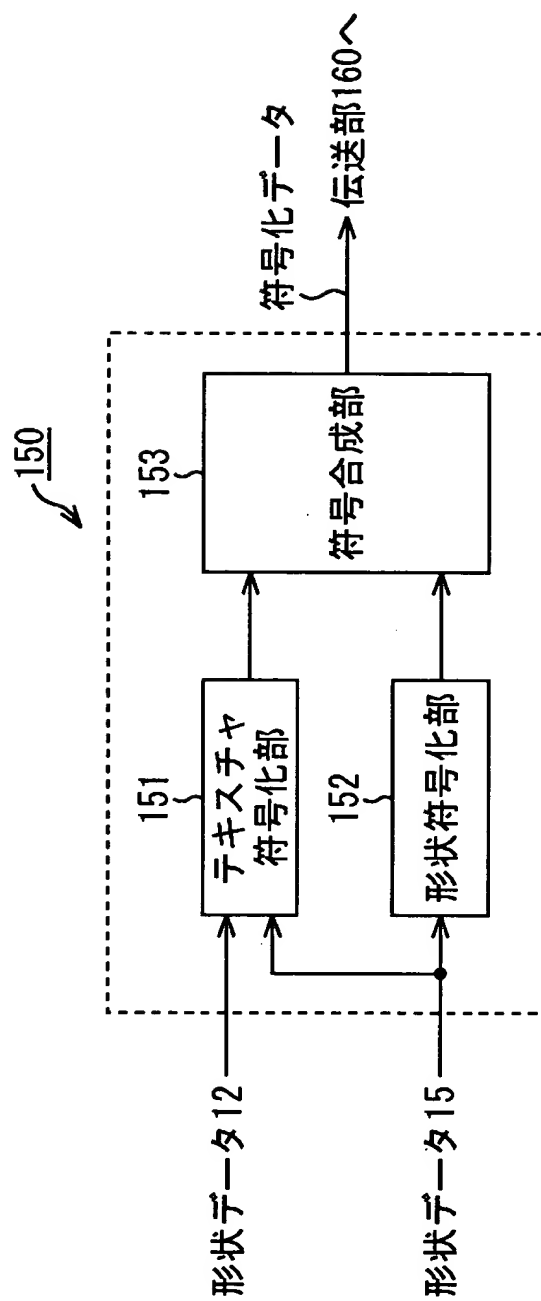 150
形状データ12
形状データ15
151
テキスチャ
符号化部
152
形状符号化部
153
符号合成部
符号化データ
伝送部160へ